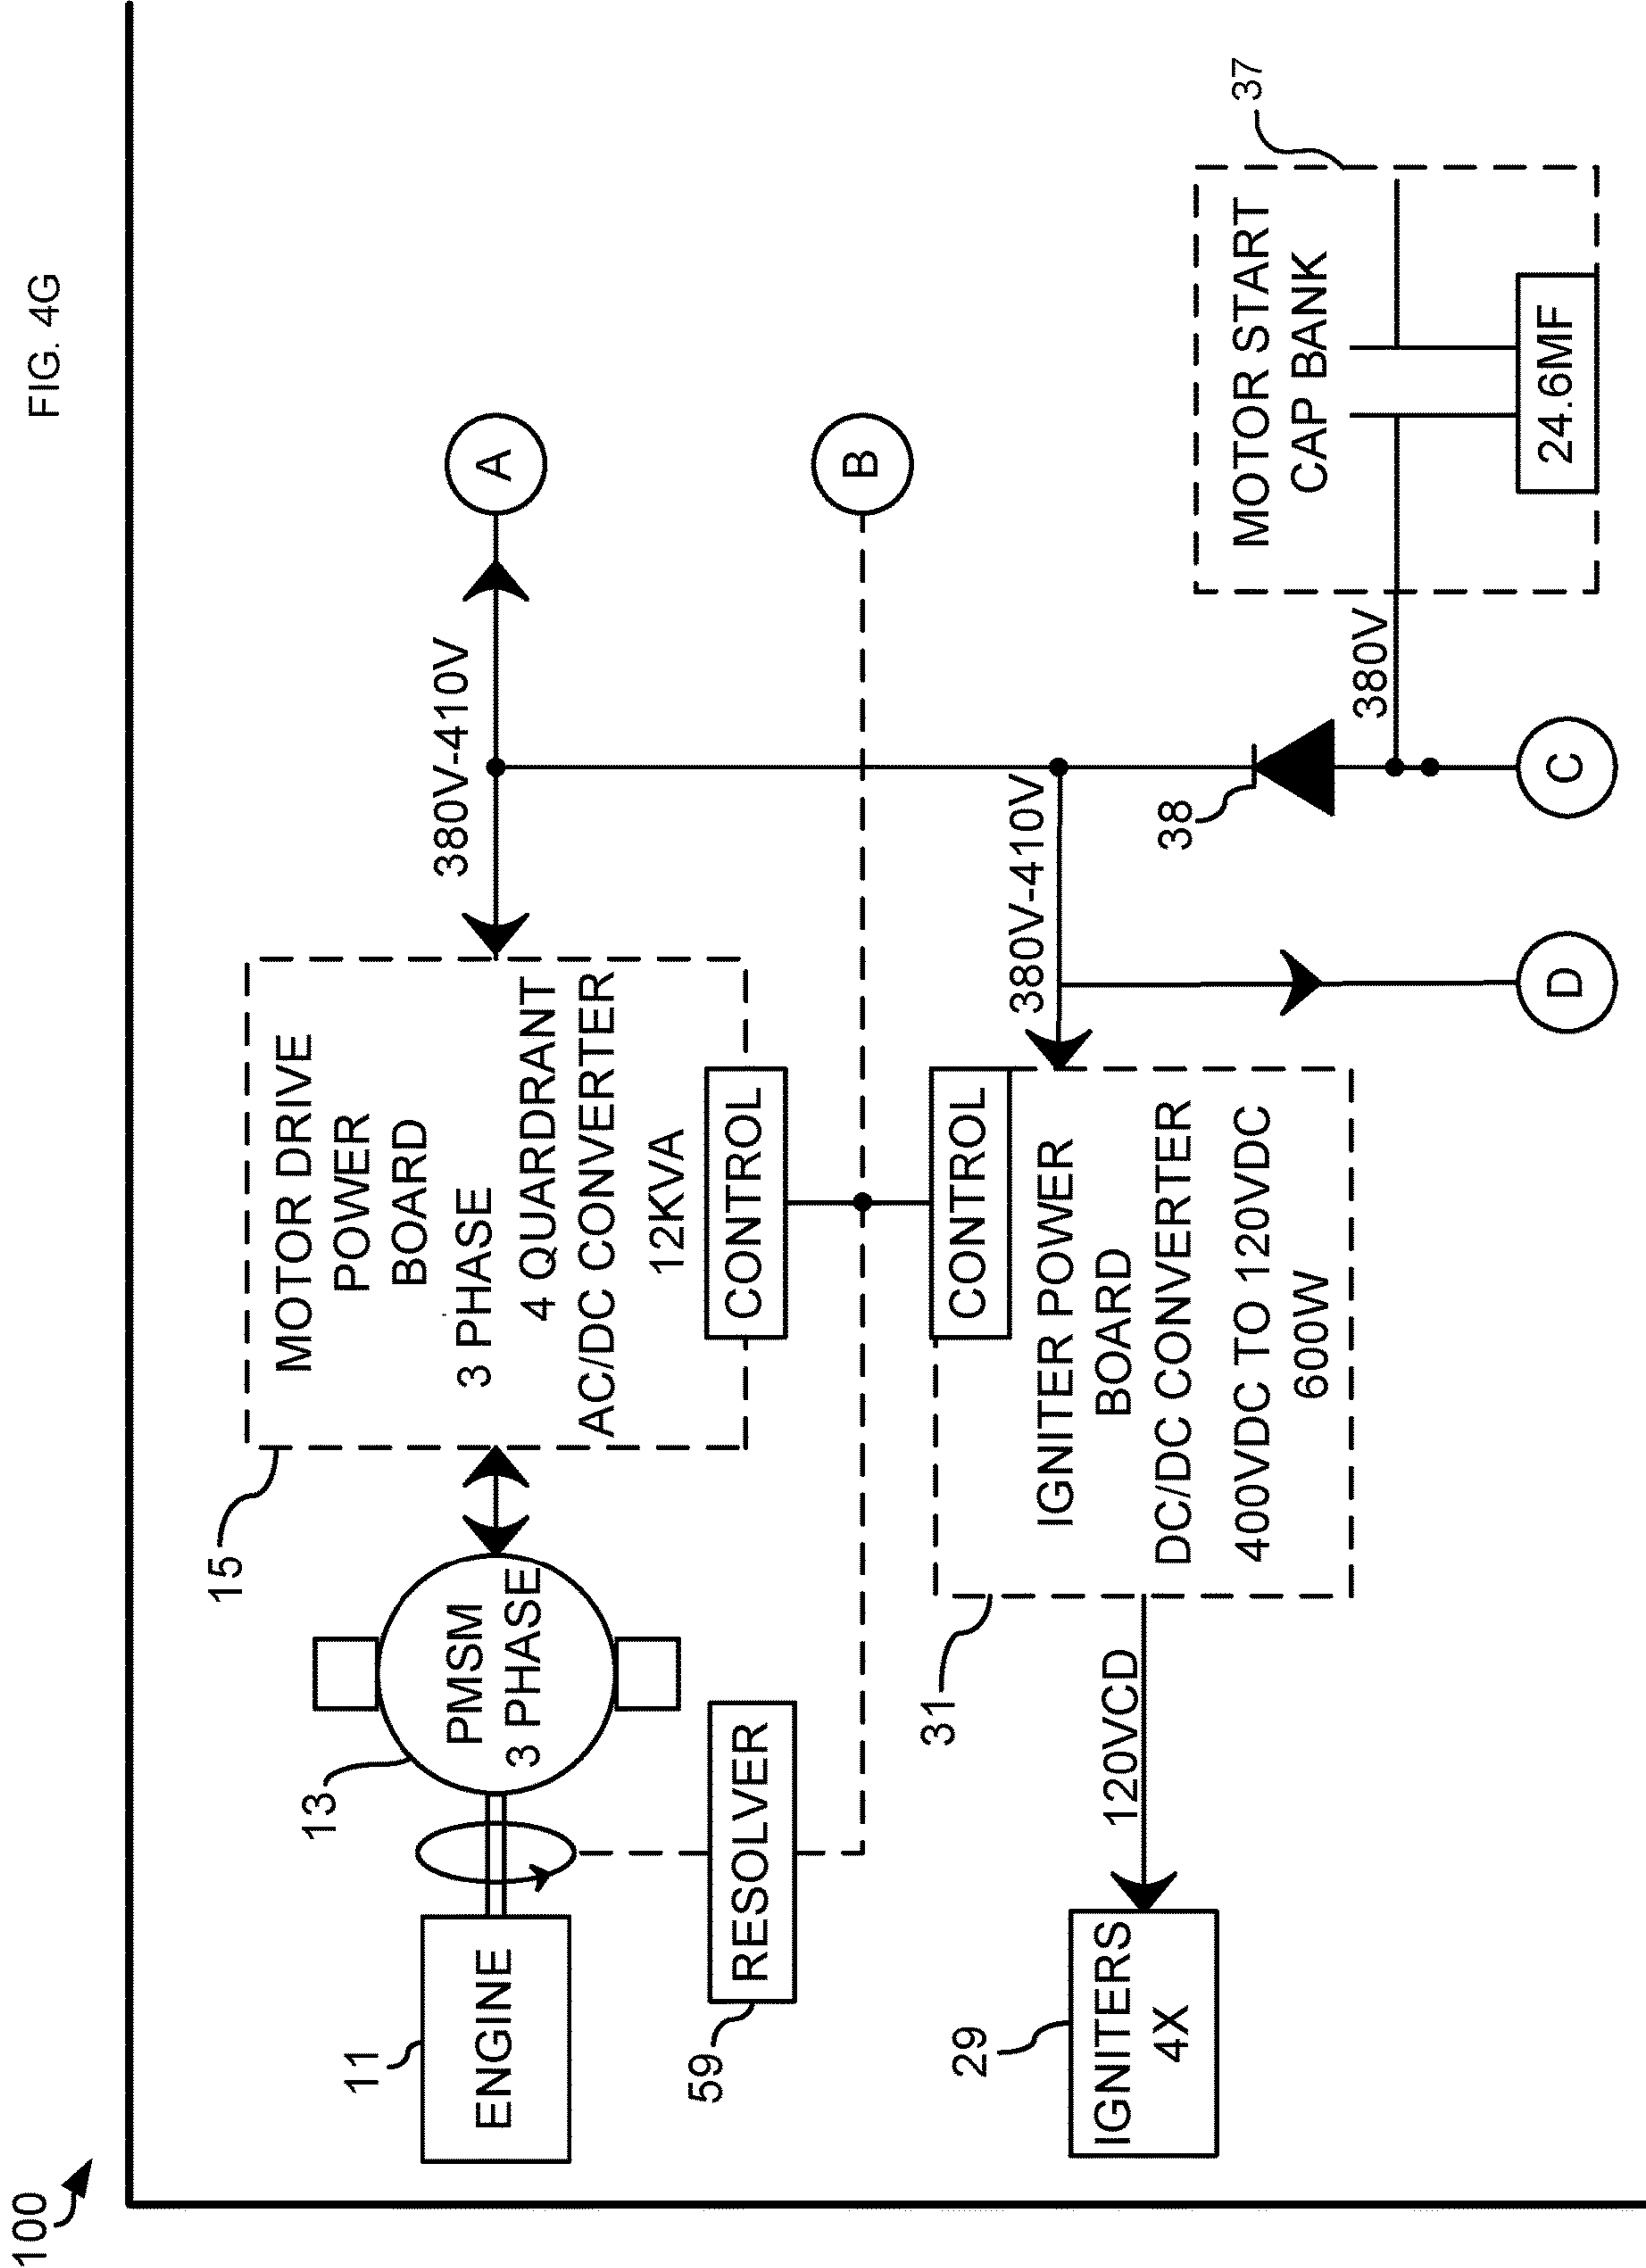 FIG. 4G
100
11
ENGINE
13
PMSM
3 PHASE
15
MOTOR DRIVE
POWER
BOARD
3 PHASE
4 QUARDRANT
AC/DC CONVERTER
12KVA
CONTROL
380V-410V
A
59
RESOLVER
B
29
IGNITERS
4X
120VCD
31
CONTROL
IGNITER POWER
BOARD
DC/DC CONVERTER
400VDC TO 120VDC
600W
380V-410V
D
38
C
380V
37
MOTOR START
CAP BANK
24.6MF